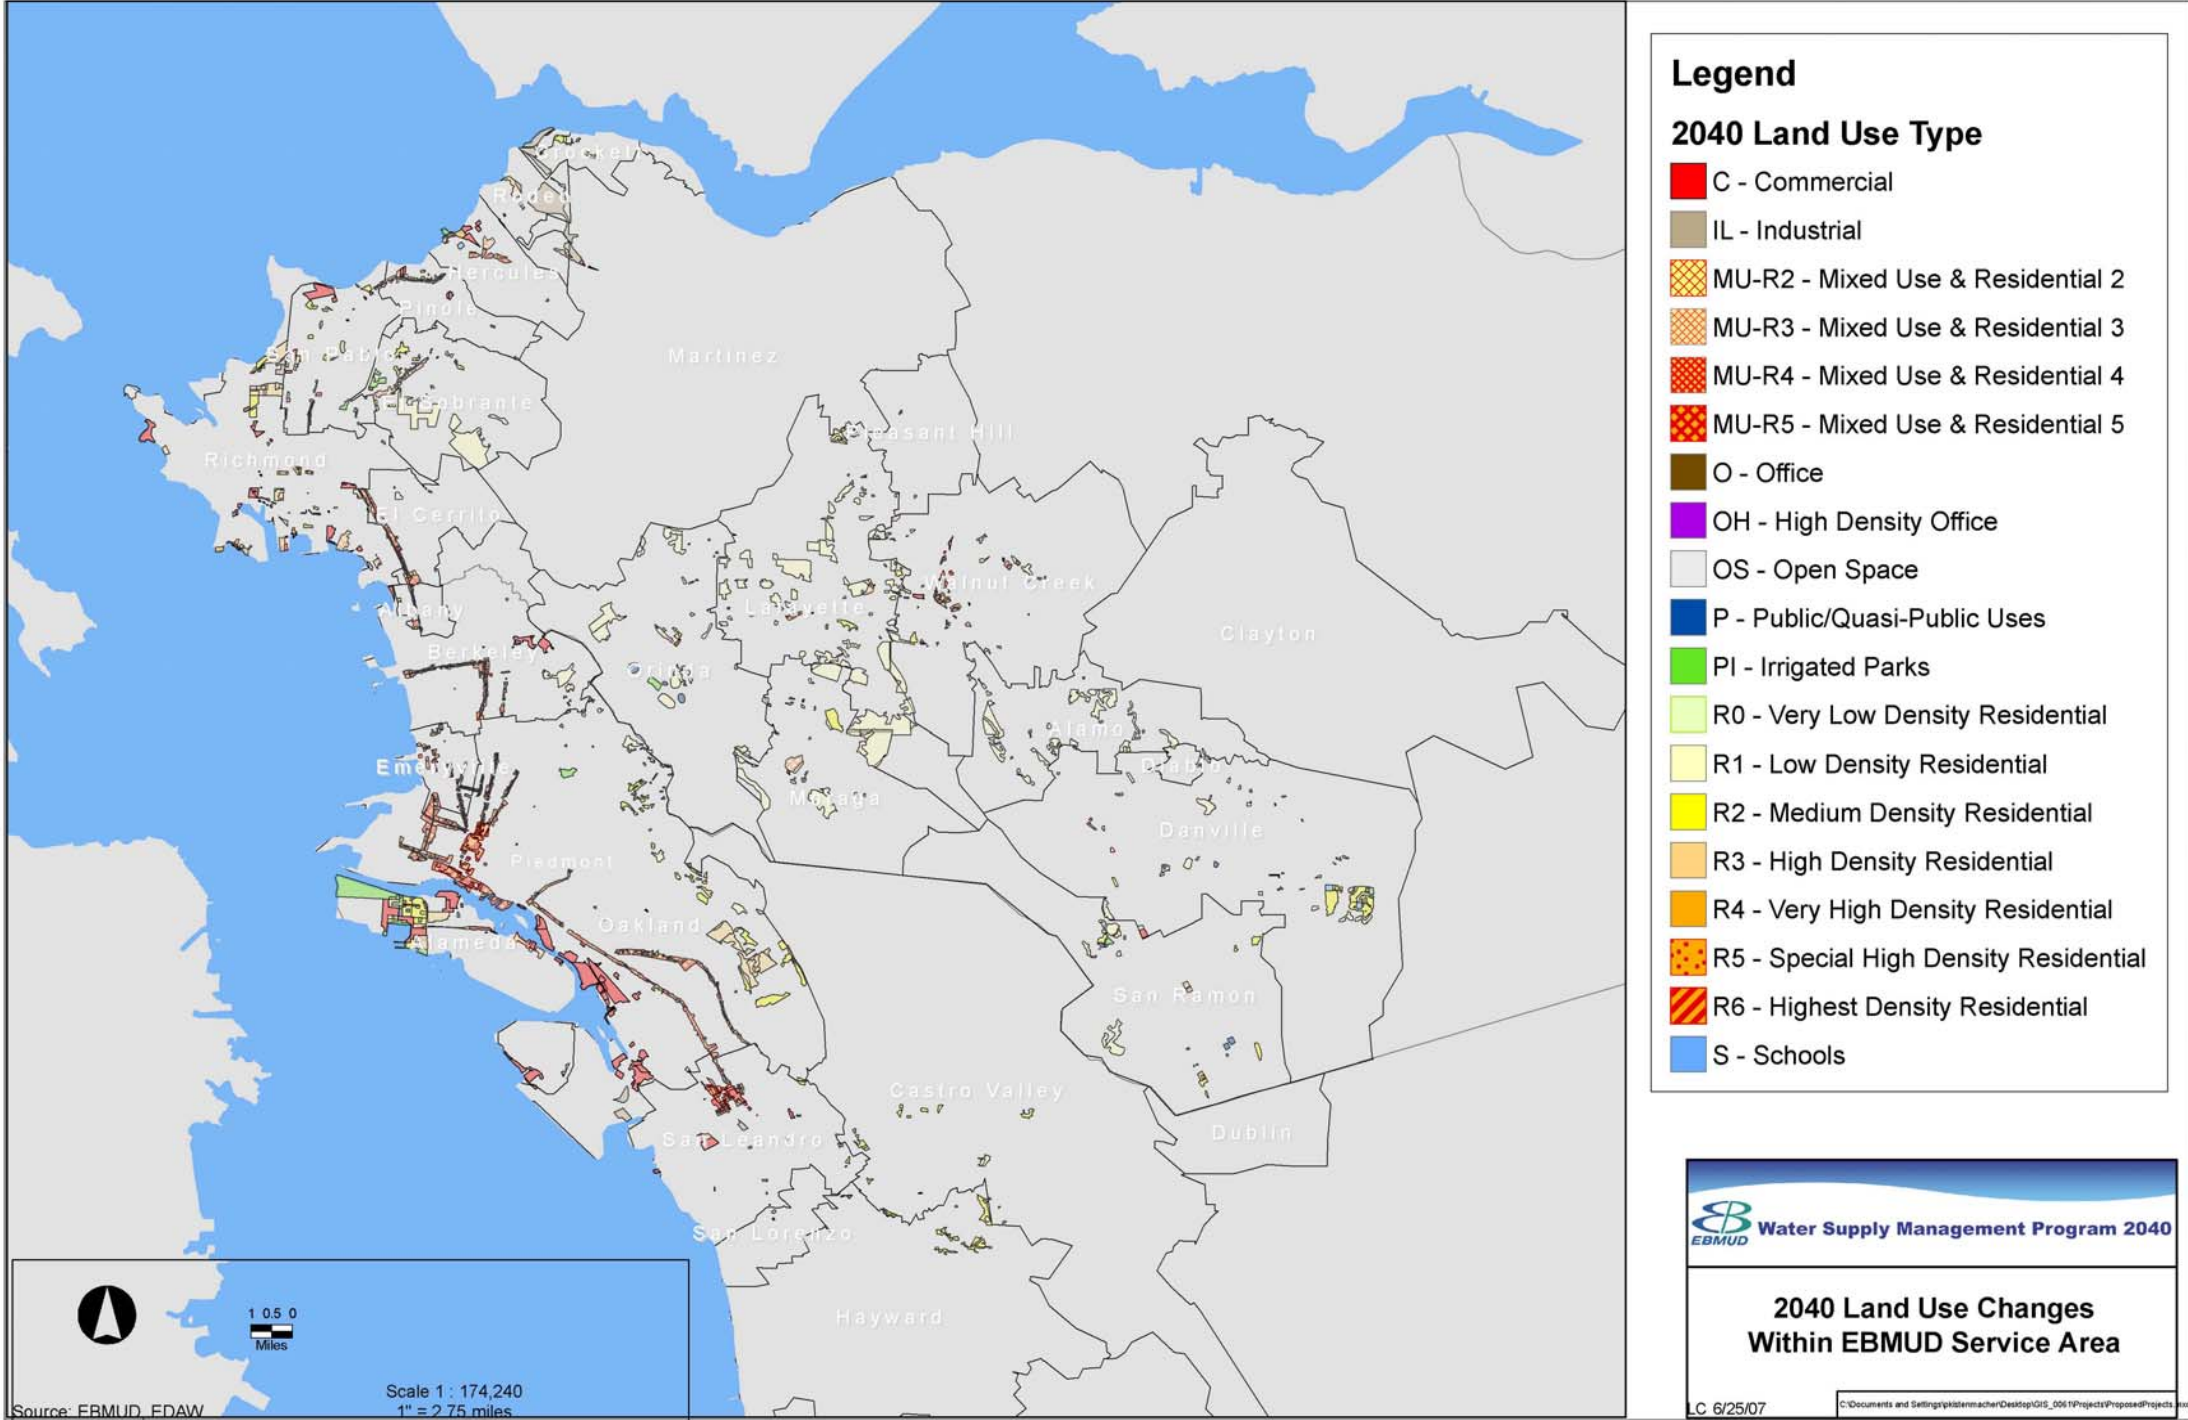 Crockett
Rodeo
Hercules
Pinole
San Pablo
El Sobrante
Martinez
Pleasant Hill
Richmond
El Cerrito
Albany
Berkeley
Orinda
Lafayette
Walnut Creek
Clayton
Alamo
Diablo
Emeryville
Moraga
Danville
Piedmont
Oakland
Alameda
San Ramon
Castro Valley
San Leandro
Dublin
San Lorenzo
Hayward
1 0.5 0
Miles
Scale 1 : 174,240
1" = 2.75 miles
Source: EBMUD, EDAW
Legend
2040 Land Use Type
C - Commercial
IL - Industrial
MU-R2 - Mixed Use & Residential 2
MU-R3 - Mixed Use & Residential 3
MU-R4 - Mixed Use & Residential 4
MU-R5 - Mixed Use & Residential 5
O - Office
OH - High Density Office
OS - Open Space
P - Public/Quasi-Public Uses
PI - Irrigated Parks
R0 - Very Low Density Residential
R1 - Low Density Residential
R2 - Medium Density Residential
R3 - High Density Residential
R4 - Very High Density Residential
R5 - Special High Density Residential
R6 - Highest Density Residential
S - Schools
EBMUD
Water Supply Management Program 2040
2040 Land Use Changes
Within EBMUD Service Area
LC 6/25/07
C:\Documents and Settings\pkistenmacher\Desktop\GIS_0061\Projects\ProposedProjects